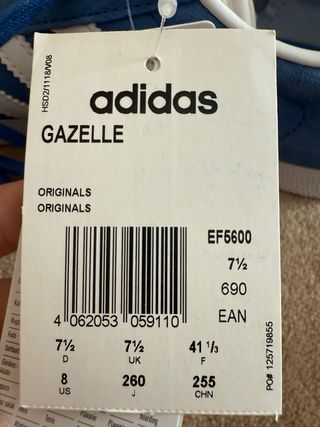 HSD2/1118/V08
adidas
GAZELLE
ORIGINALS
ORIGINALS
EF5600
7½
690
EAN
4 062053 059110
7½ 7½ 41 1/3
D UK F
8 260 255
US J CHN
PO# 125719855